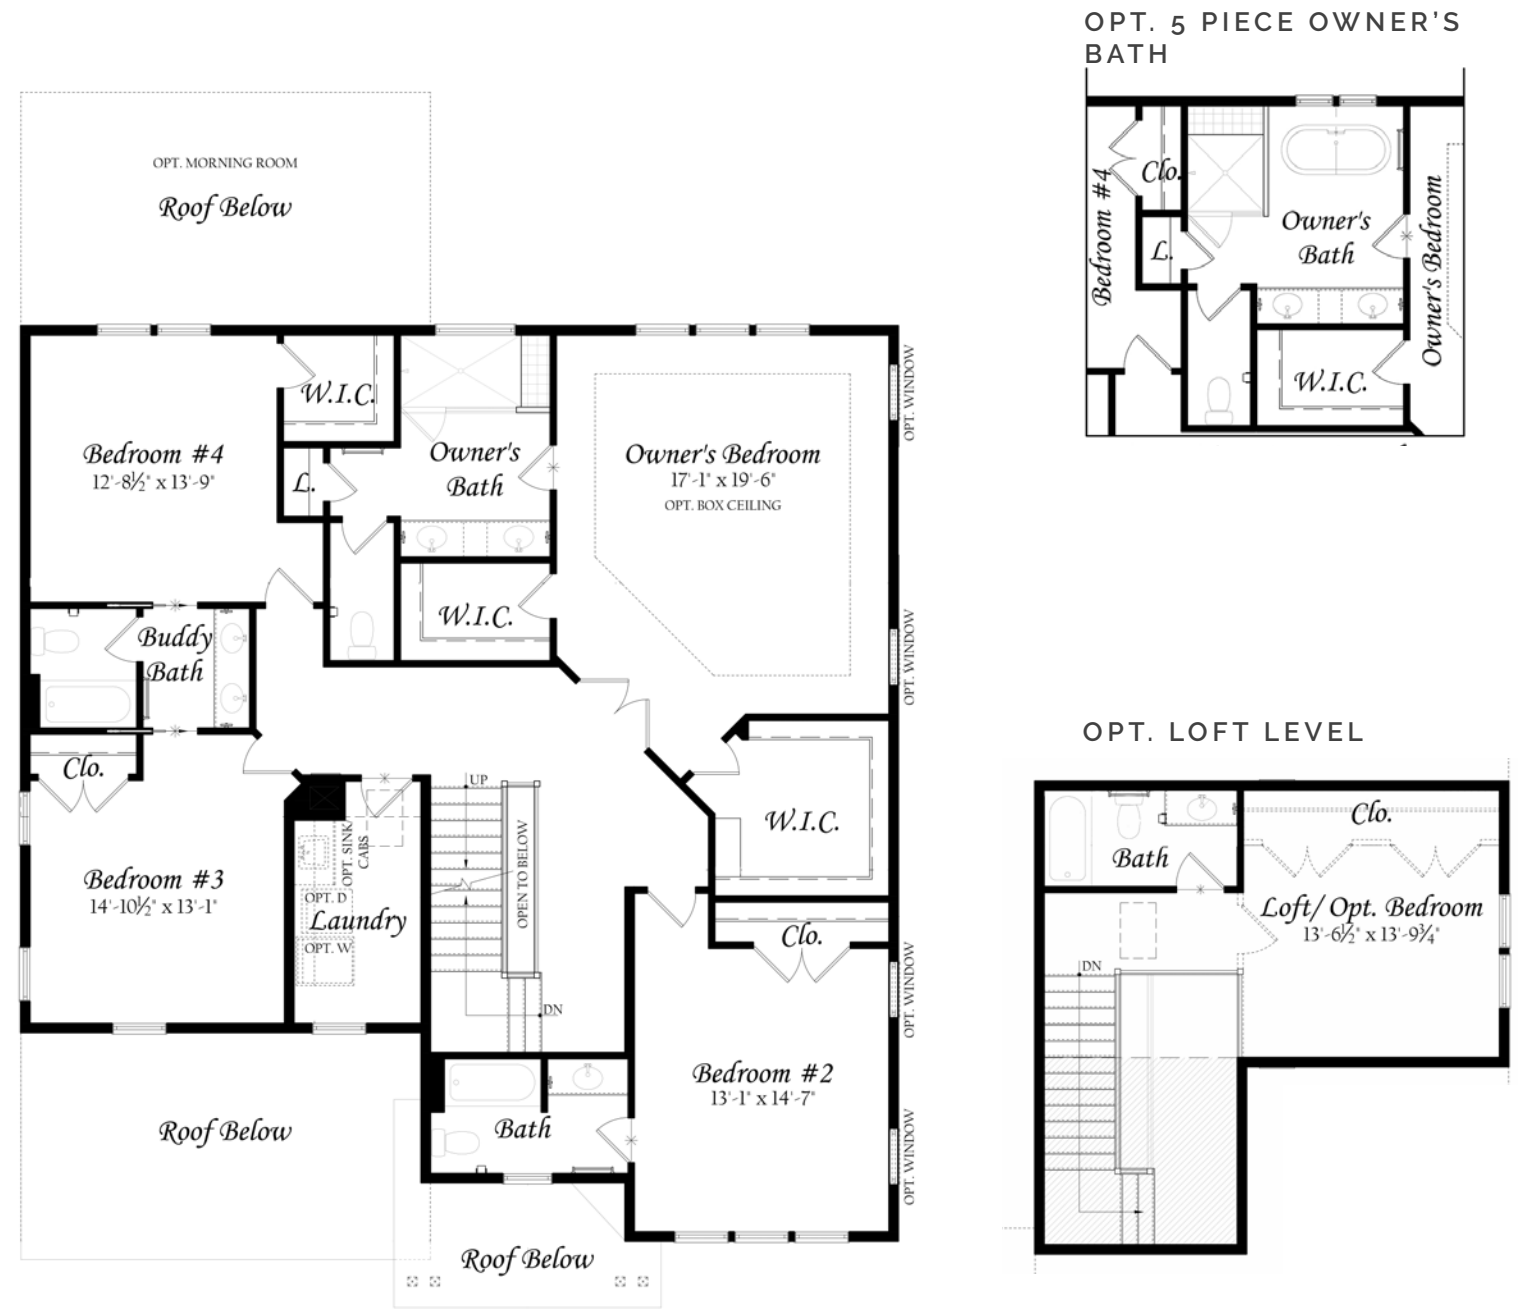 OPT. 5 PIECE OWNER’S
BATH
Clo.
Bedroom #4
L.
Owner's
Bath
Owner's Bedroom
W.I.C.
OPT. MORNING ROOM
Roof Below
W.I.C.
Bedroom #4
12'-8½" x 13'-9"
L.
Owner's
Bath
Owner's Bedroom
17'-1" x 19'-6"
OPT. BOX CEILING
OPT. WINDOW
W.I.C.
Buddy
Bath
OPT. WINDOW
Clo.
UP
W.I.C.
OPT. SINK
CABS
OPEN TO BELOW
Bedroom #3
14'-10½" x 13'-1"
OPT. D
Laundry
OPT. W
Clo.
OPT. WINDOW
DN
Bedroom #2
13'-1" x 14'-7"
Roof Below
Bath
OPT. WINDOW
Roof Below
OPT. LOFT LEVEL
Clo.
Bath
Loft/ Opt. Bedroom
13'-6½" x 13'-9¾"
DN